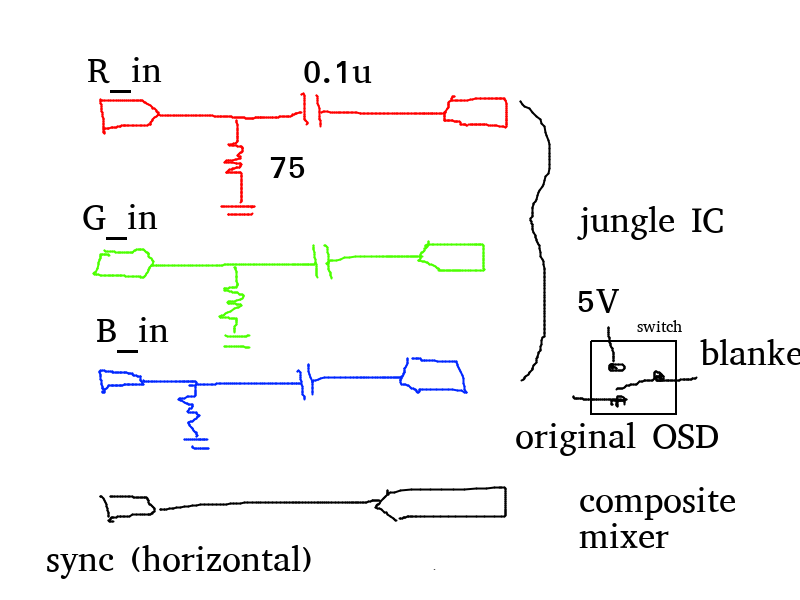 R_in
0.1u
75
G_in
jungle IC
5V
switch
B_in
blanke
original OSD
composite
mixer
sync (horizontal)